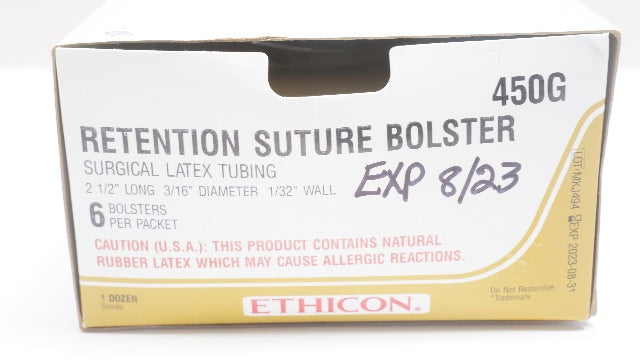 450G
RETENTION SUTURE BOLSTER
SURGICAL LATEX TUBING
2 1/2" LONG 3/16" DIAMETER 1/32" WALL
EXP 8/23
6 BOLSTERS
PER PACKET
CAUTION (U.S.A.): THIS PRODUCT CONTAINS NATURAL
RUBBER LATEX WHICH MAY CAUSE ALLERGIC REACTIONS.
1 DOZEN
Sterile
ETHICON*
Do Not Resterilize.
*Trademark
LOT MKJ494 EXP 2023-08-31